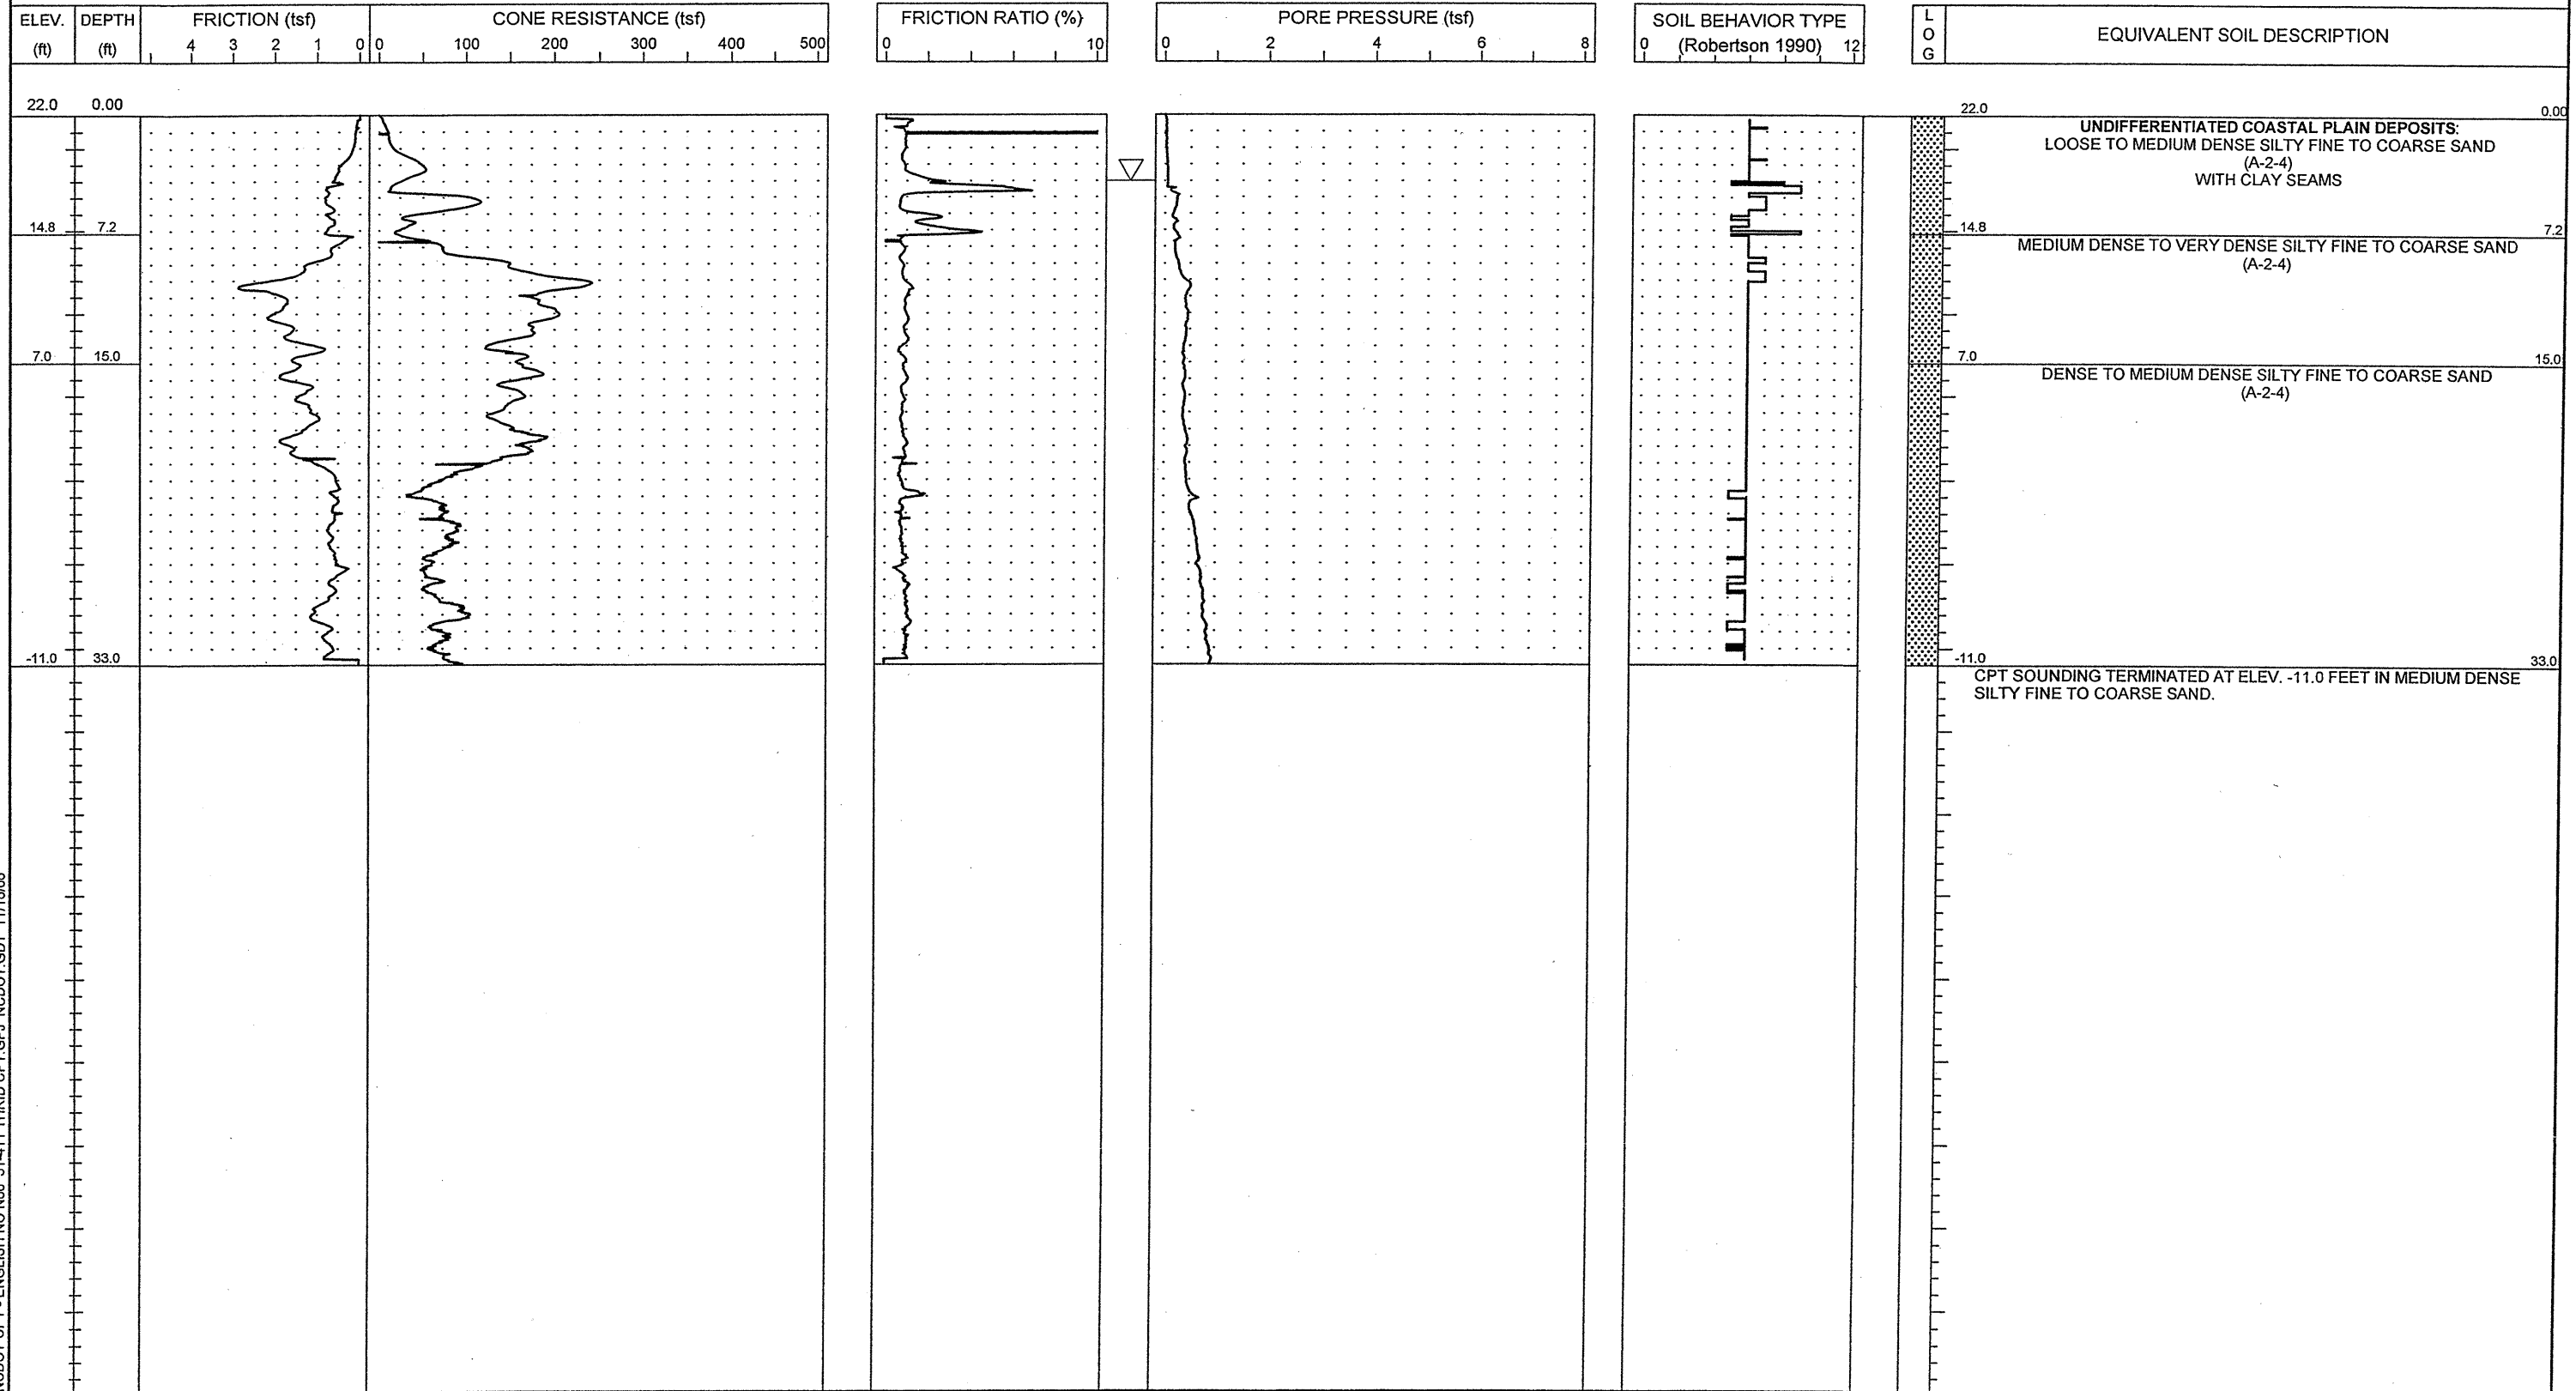 ELEV. (ft)
DEPTH (ft)
FRICTION (tsf)
4 3 2 1 0
CONE RESISTANCE (tsf)
0 100 200 300 400 500
FRICTION RATIO (%)
0 10
PORE PRESSURE (tsf)
0 2 4 6 8
SOIL BEHAVIOR TYPE
(Robertson 1990)
0 12
LOG
EQUIVALENT SOIL DESCRIPTION
22.0 0.00
22.0 0.00
UNDIFFERENTIATED COASTAL PLAIN DEPOSITS:
LOOSE TO MEDIUM DENSE SILTY FINE TO COARSE SAND
(A-2-4)
WITH CLAY SEAMS
14.8 7.2
14.8 7.2
MEDIUM DENSE TO VERY DENSE SILTY FINE TO COARSE SAND
(A-2-4)
7.0 15.0
7.0 15.0
DENSE TO MEDIUM DENSE SILTY FINE TO COARSE SAND
(A-2-4)
-11.0 33.0
-11.0 33.0
CPT SOUNDING TERMINATED AT ELEV. -11.0 FEET IN MEDIUM DENSE
SILTY FINE TO COARSE SAND.